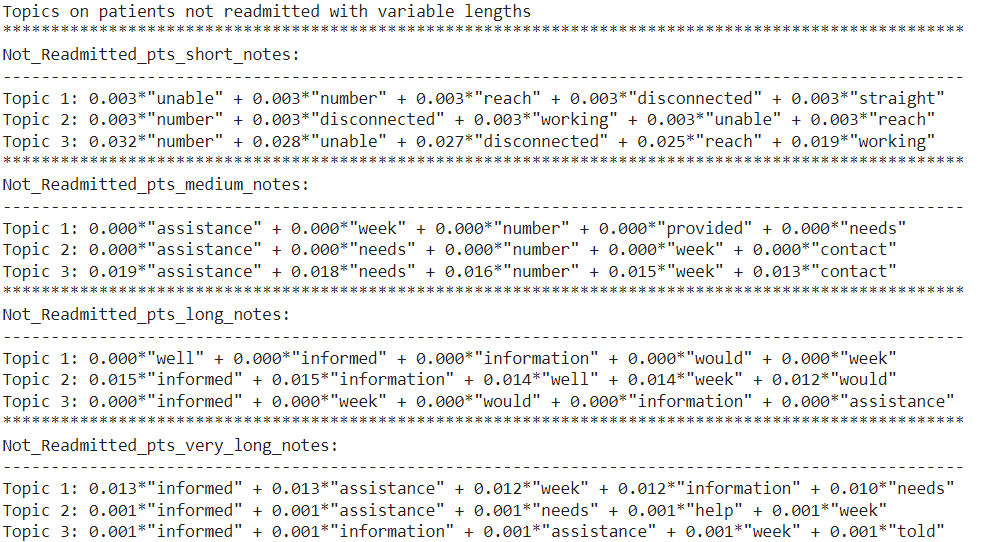 Topics on patients not readmitted with variable lengths
************************************************************************************************
Not_Readmitted_pts_short_notes:
------------------------------------------------------------------------------------------------
Topic 1: 0.003*"unable" + 0.003*"number" + 0.003*"reach" + 0.003*"disconnected" + 0.003*"straight"
Topic 2: 0.003*"number" + 0.003*"disconnected" + 0.003*"working" + 0.003*"unable" + 0.003*"reach"
Topic 3: 0.032*"number" + 0.028*"unable" + 0.027*"disconnected" + 0.025*"reach" + 0.019*"working"
************************************************************************************************
Not_Readmitted_pts_medium_notes:
------------------------------------------------------------------------------------------------
Topic 1: 0.000*"assistance" + 0.000*"week" + 0.000*"number" + 0.000*"provided" + 0.000*"needs"
Topic 2: 0.000*"assistance" + 0.000*"needs" + 0.000*"number" + 0.000*"week" + 0.000*"contact"
Topic 3: 0.019*"assistance" + 0.018*"needs" + 0.016*"number" + 0.015*"week" + 0.013*"contact"
************************************************************************************************
Not_Readmitted_pts_long_notes:
------------------------------------------------------------------------------------------------
Topic 1: 0.000*"well" + 0.000*"informed" + 0.000*"information" + 0.000*"would" + 0.000*"week"
Topic 2: 0.015*"informed" + 0.015*"information" + 0.014*"well" + 0.014*"week" + 0.012*"would"
Topic 3: 0.000*"informed" + 0.000*"week" + 0.000*"would" + 0.000*"information" + 0.000*"assistance"
************************************************************************************************
Not_Readmitted_pts_very_long_notes:
------------------------------------------------------------------------------------------------
Topic 1: 0.013*"informed" + 0.013*"assistance" + 0.012*"week" + 0.012*"information" + 0.010*"needs"
Topic 2: 0.001*"informed" + 0.001*"assistance" + 0.001*"needs" + 0.001*"help" + 0.001*"week"
Topic 3: 0.001*"informed" + 0.001*"information" + 0.001*"assistance" + 0.001*"week" + 0.001*"told"